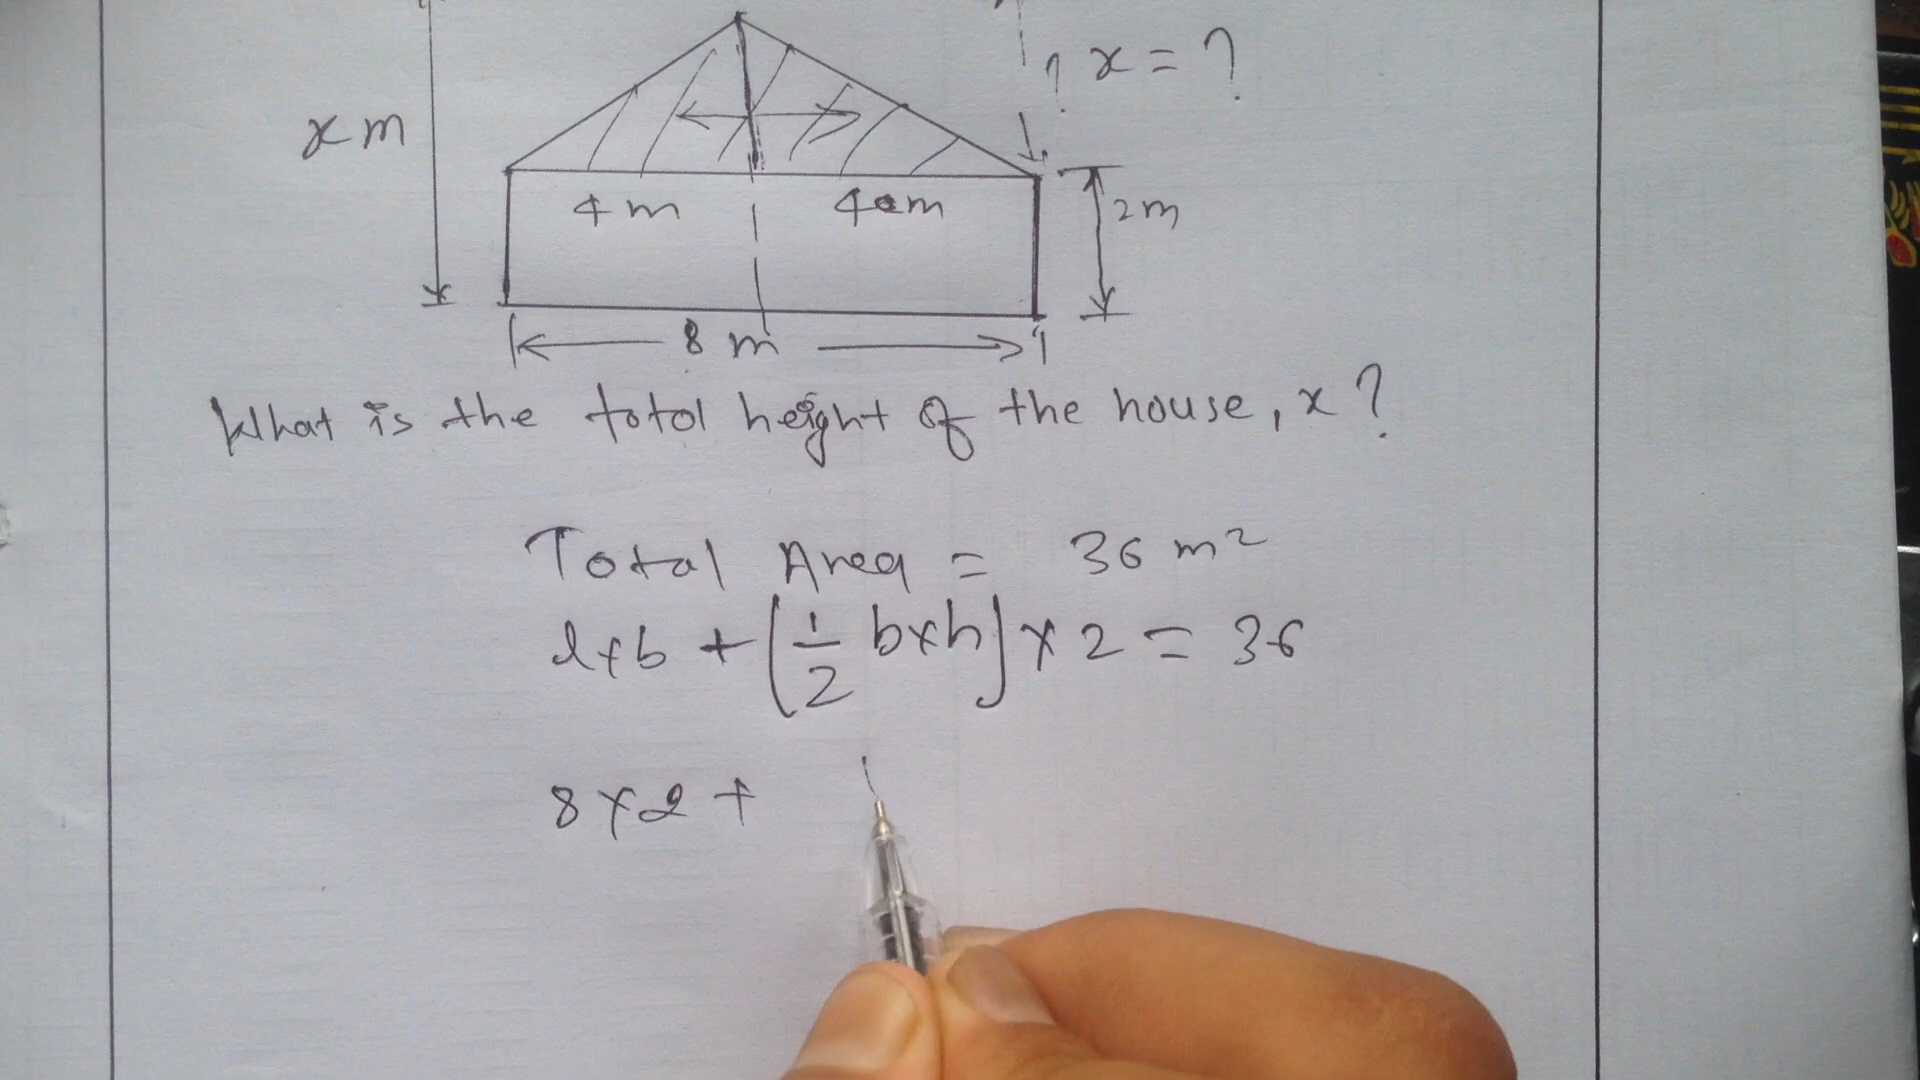 ? x = ?
x m
4 m 4 m
2 m
8 m
What is the total height of the house, x ?
Total Area = 36 m²
l×b + (1/2 b×h) × 2 = 36
8×2 +